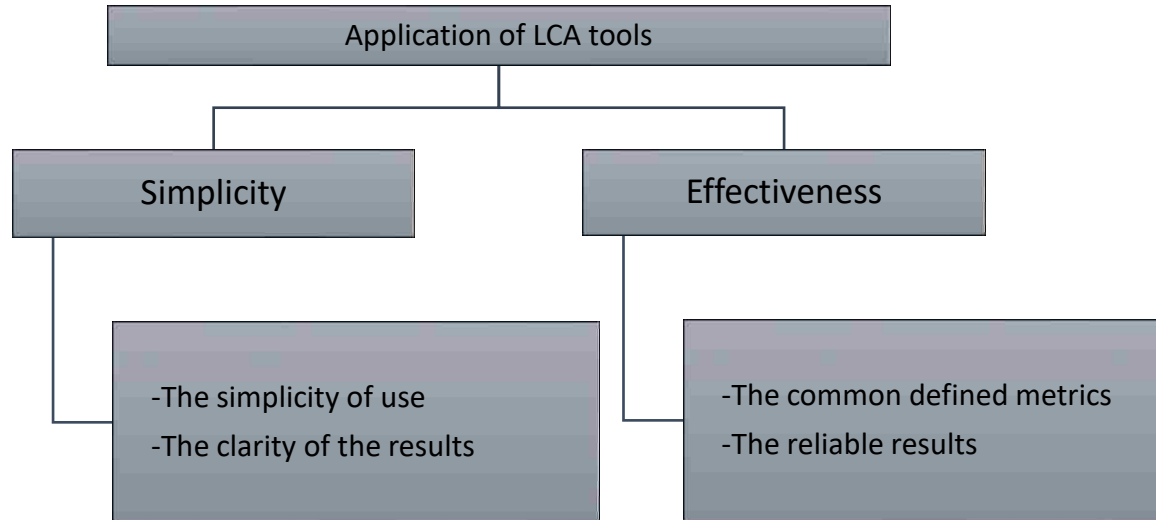 Application of LCA tools
Simplicity
Effectiveness
-The simplicity of use
-The clarity of the results
-The common defined metrics
-The reliable results